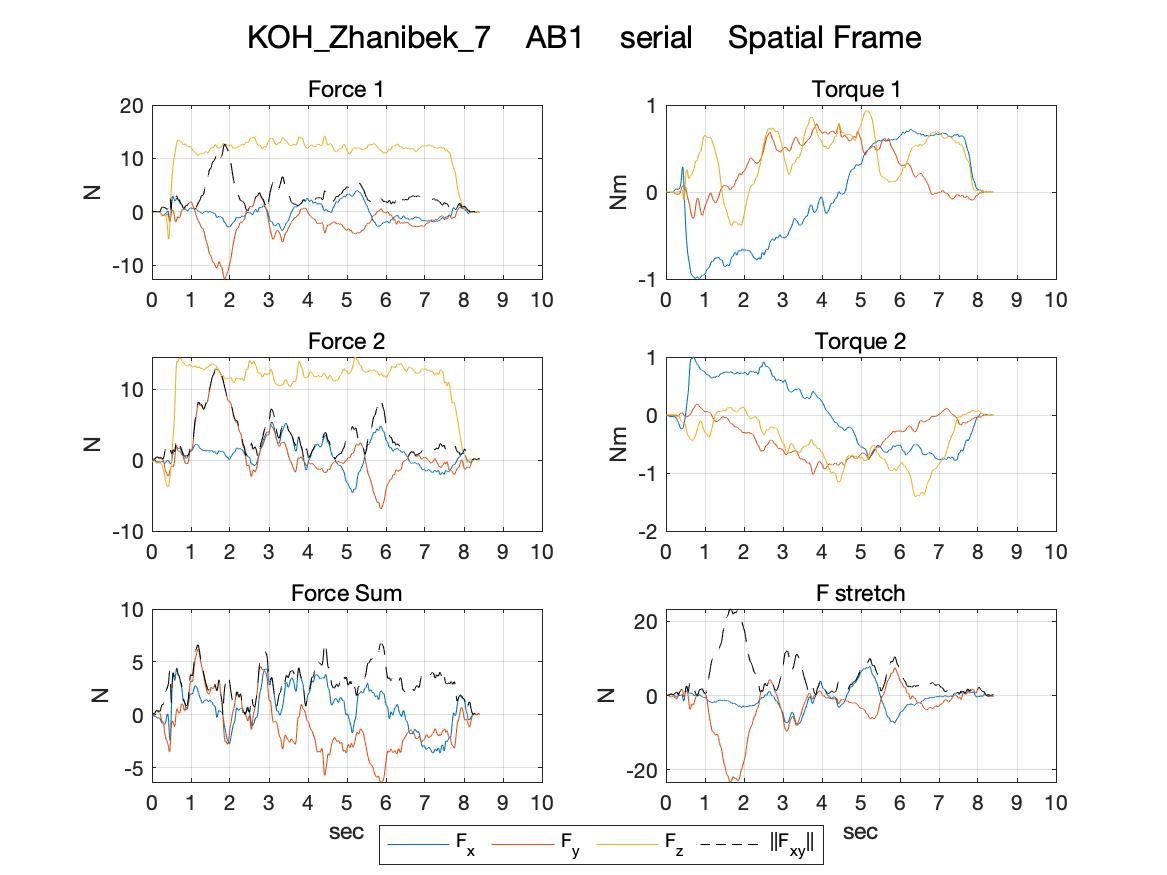 KOH_Zhanibek_7 AB1 serial Spatial Frame
Force 1
N
20
10
0
-10
0 1 2 3 4 5 6 7 8 9 10
Torque 1
Nm
1
0
-1
0 1 2 3 4 5 6 7 8 9 10
Force 2
N
10
0
-10
0 1 2 3 4 5 6 7 8 9 10
Torque 2
Nm
1
0
-1
-2
0 1 2 3 4 5 6 7 8 9 10
Force Sum
N
10
5
0
-5
0 1 2 3 4 5 6 7 8 9 10
sec
F stretch
N
20
0
-20
0 1 2 3 4 5 6 7 8 9 10
sec
Fx Fy Fz ||Fxy||